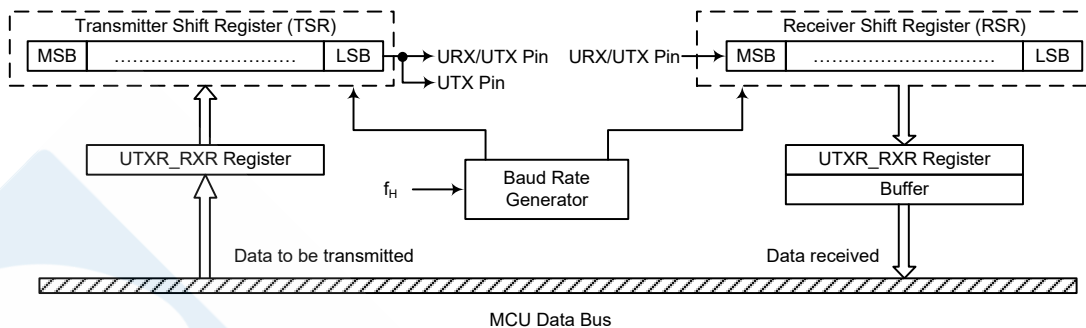 Transmitter Shift Register (TSR)
MSB ................................ LSB
URX/UTX Pin
UTX Pin
Receiver Shift Register (RSR)
URX/UTX Pin
MSB ................................ LSB
UTXR_RXR Register
fH
Baud Rate
Generator
UTXR_RXR Register
Buffer
Data to be transmitted
Data received
MCU Data Bus